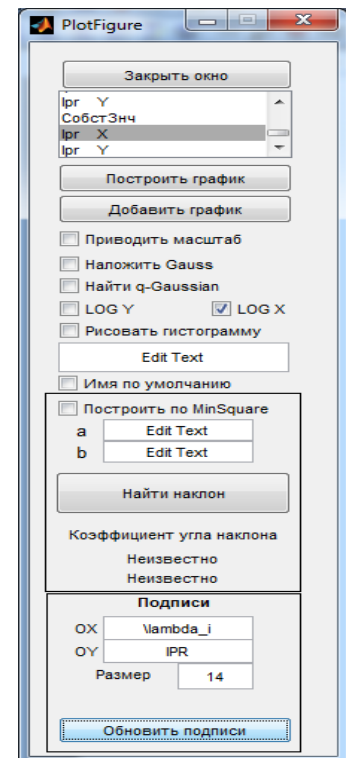 PlotFigure
Закрыть окно
Ipr Y
СобстЗнч
Ipr X
Ipr Y
Построить график
Добавить график
Приводить масштаб
Наложить Gauss
Найти q-Gaussian
LOG Y LOG X
Рисовать гистограмму
Edit Text
Имя по умолчанию
Построить по MinSquare
a Edit Text
b Edit Text
Найти наклон
Коэффициент угла наклона
Неизвестно
Неизвестно
Подписи
OX \lambda_i
OY IPR
Размер 14
Обновить подписи